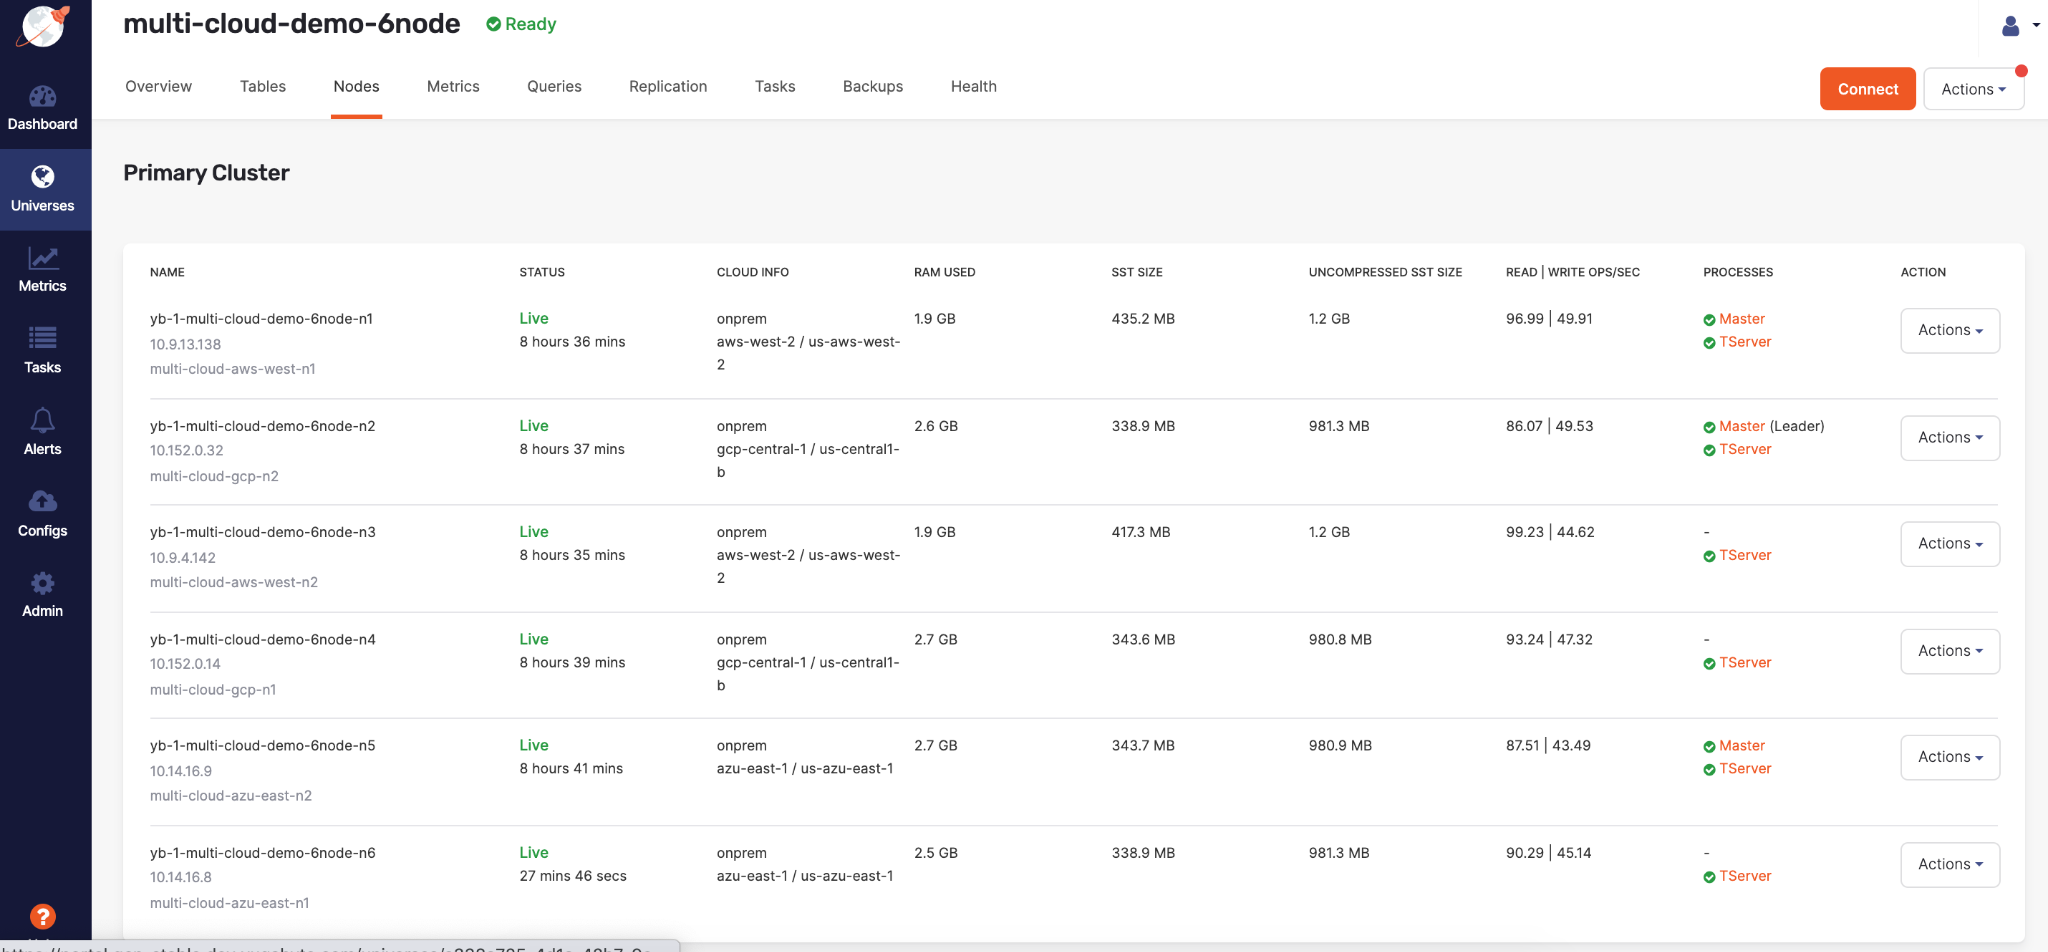 multi-cloud-demo-6node Ready
Overview Tables Nodes Metrics Queries Replication Tasks Backups Health
Connect Actions
Dashboard
Universes
Metrics
Tasks
Alerts
Configs
Admin
?
Primary Cluster
NAME STATUS CLOUD INFO RAM USED SST SIZE UNCOMPRESSED SST SIZE READ | WRITE OPS/SEC PROCESSES ACTION
yb-1-multi-cloud-demo-6node-n1 Live onprem 1.9 GB 435.2 MB 1.2 GB 96.99 | 49.91 Master Actions
10.9.13.138 8 hours 36 mins aws-west-2 / us-aws-west- TServer
multi-cloud-aws-west-n1 2
yb-1-multi-cloud-demo-6node-n2 Live onprem 2.6 GB 338.9 MB 981.3 MB 86.07 | 49.53 Master (Leader) Actions
10.152.0.32 8 hours 37 mins gcp-central-1 / us-central1- TServer
multi-cloud-gcp-n2 b
yb-1-multi-cloud-demo-6node-n3 Live onprem 1.9 GB 417.3 MB 1.2 GB 99.23 | 44.62 - Actions
10.9.4.142 8 hours 35 mins aws-west-2 / us-aws-west- TServer
multi-cloud-aws-west-n2 2
yb-1-multi-cloud-demo-6node-n4 Live onprem 2.7 GB 343.6 MB 980.8 MB 93.24 | 47.32 - Actions
10.152.0.14 8 hours 39 mins gcp-central-1 / us-central1- TServer
multi-cloud-gcp-n1 b
yb-1-multi-cloud-demo-6node-n5 Live onprem 2.7 GB 343.7 MB 980.9 MB 87.51 | 43.49 Master Actions
10.14.16.9 8 hours 41 mins azu-east-1 / us-azu-east-1 TServer
multi-cloud-azu-east-n2
yb-1-multi-cloud-demo-6node-n6 Live onprem 2.5 GB 338.9 MB 981.3 MB 90.29 | 45.14 - Actions
10.14.16.8 27 mins 46 secs azu-east-1 / us-azu-east-1 TServer
multi-cloud-azu-east-n1